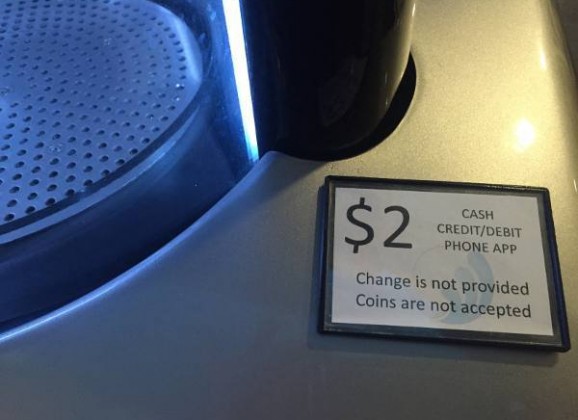 $2
CASH
CREDIT/DEBIT
PHONE APP
Change is not provided
Coins are not accepted